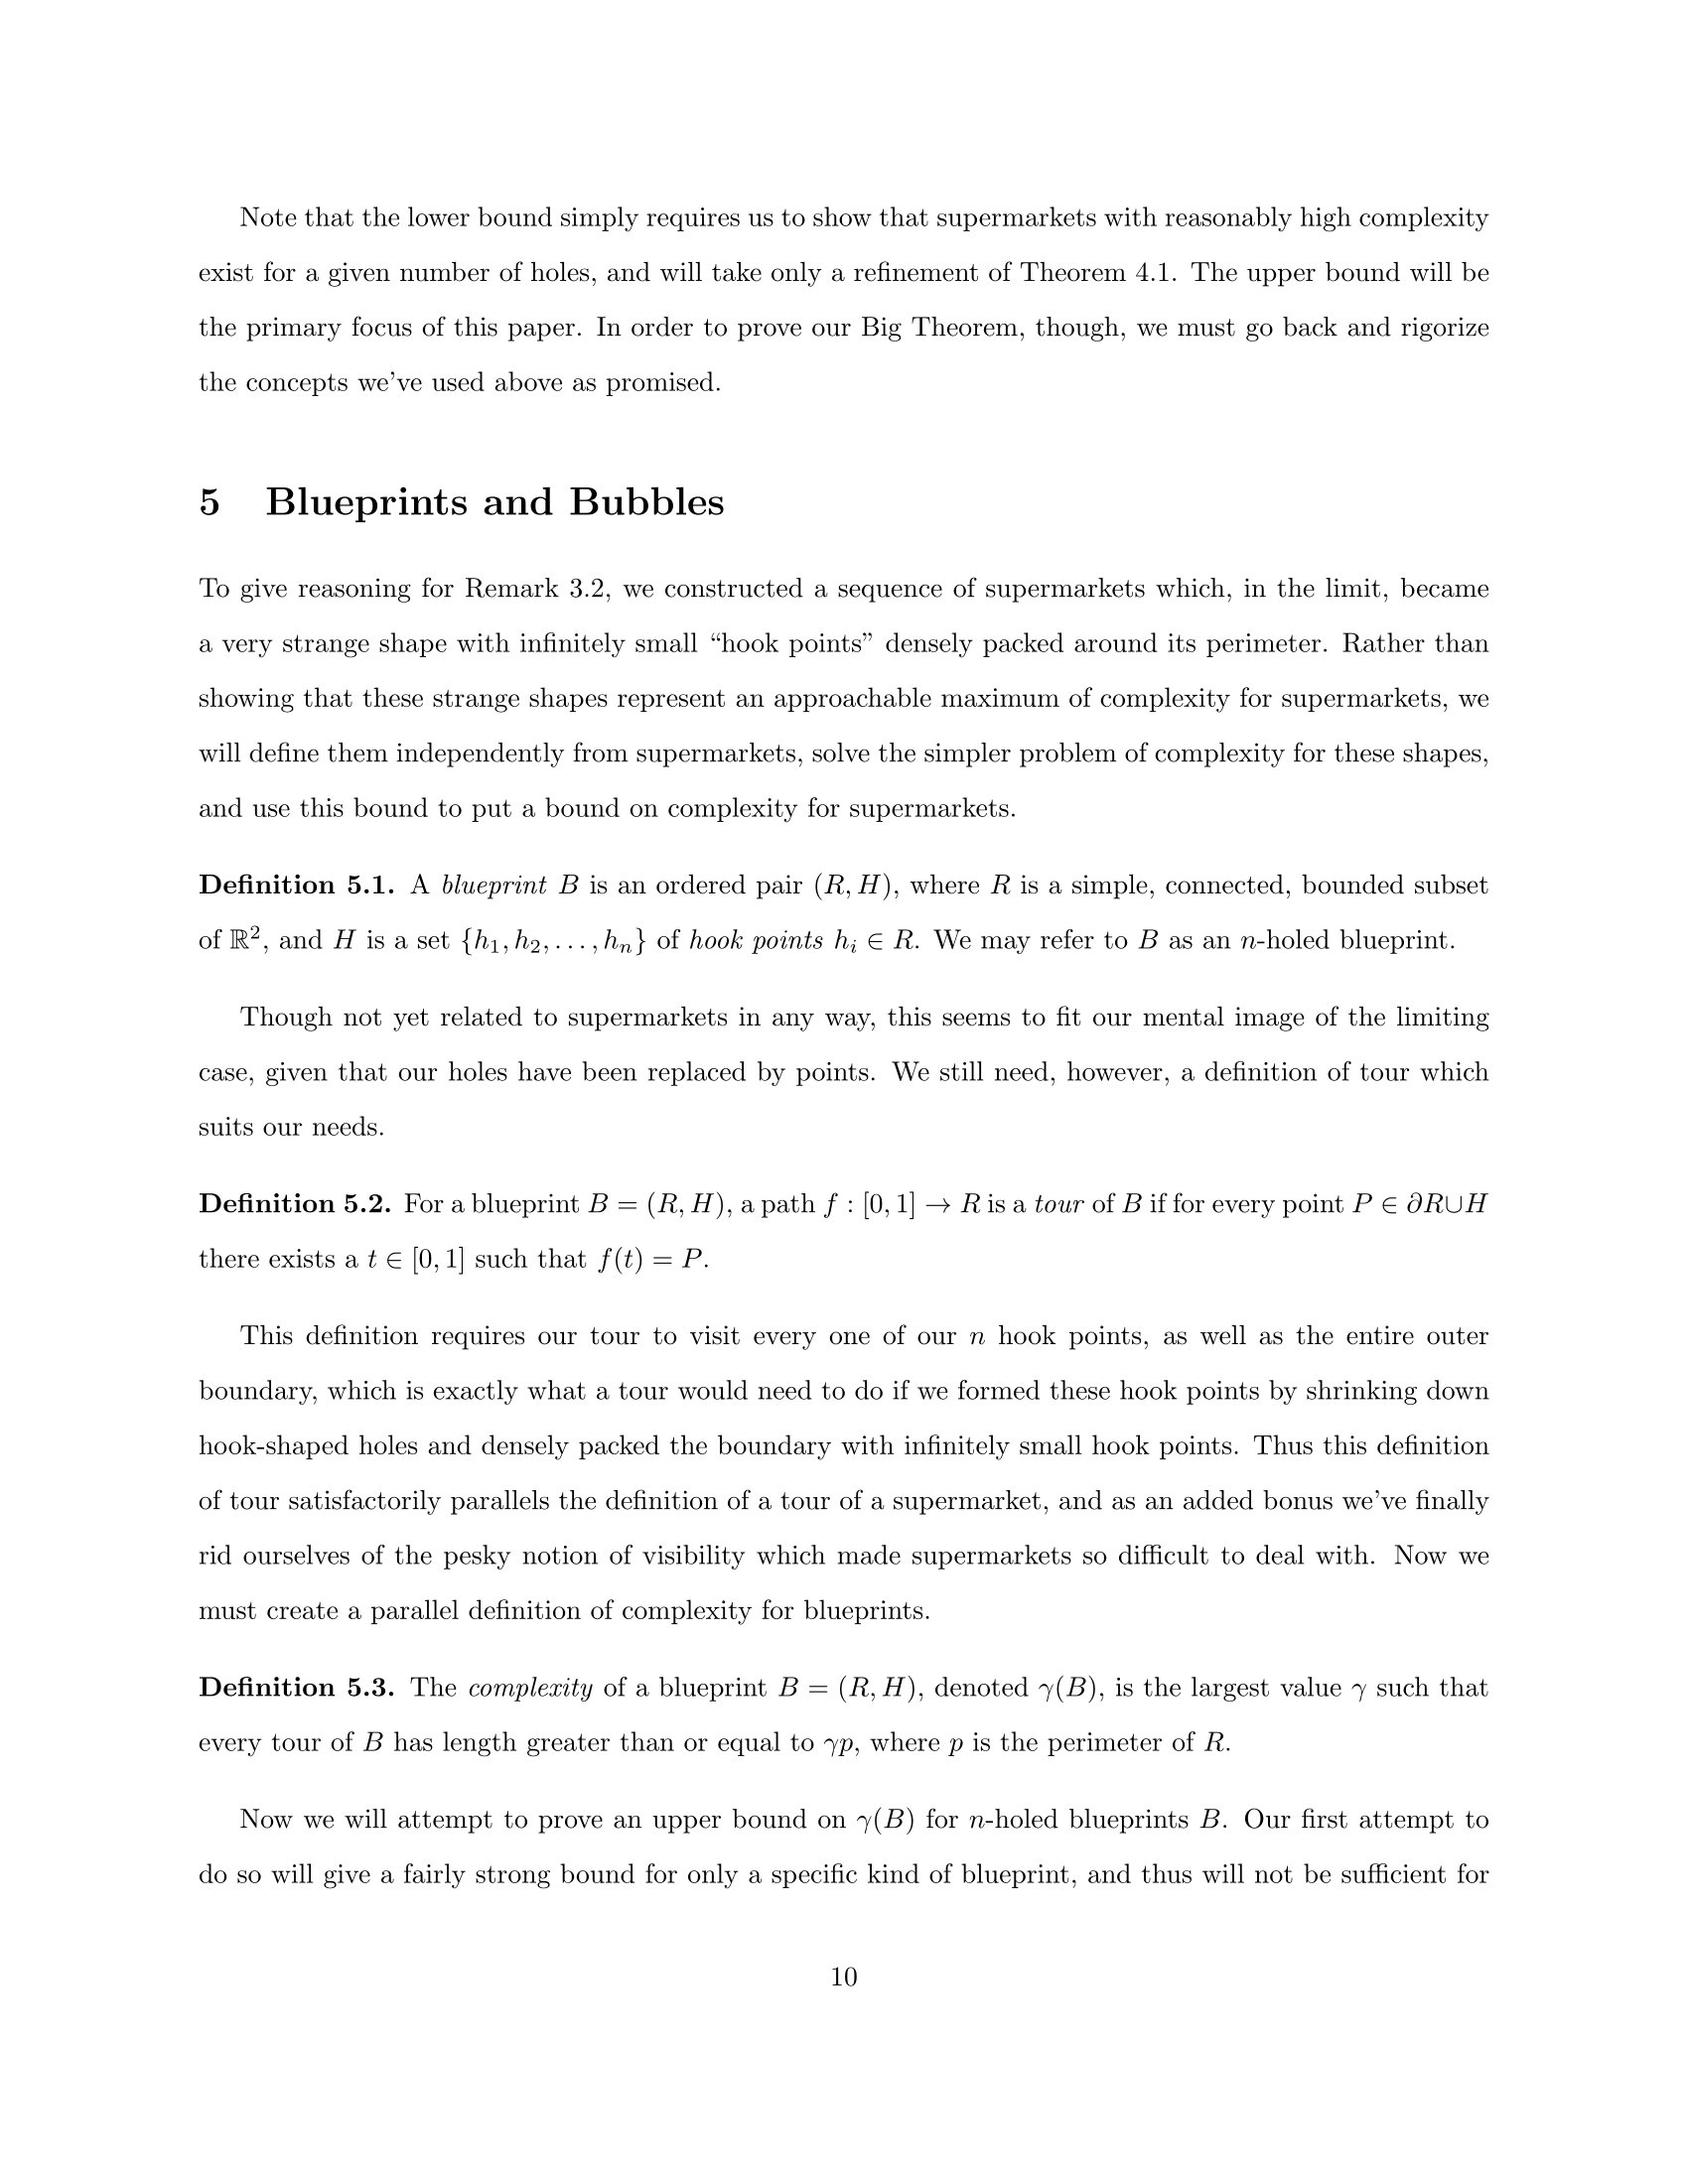 Note that the lower bound simply requires us to show that supermarkets with reasonably high complexity
exist for a given number of holes, and will take only a refinement of Theorem 4.1. The upper bound will be
the primary focus of this paper. In order to prove our Big Theorem, though, we must go back and rigorize
the concepts we've used above as promised.
5 Blueprints and Bubbles
To give reasoning for Remark 3.2, we constructed a sequence of supermarkets which, in the limit, became
a very strange shape with infinitely small “hook points” densely packed around its perimeter. Rather than
showing that these strange shapes represent an approachable maximum of complexity for supermarkets, we
will define them independently from supermarkets, solve the simpler problem of complexity for these shapes,
and use this bound to put a bound on complexity for supermarkets.
Definition 5.1. A blueprint B is an ordered pair (R, H), where R is a simple, connected, bounded subset
of ℝ², and H is a set {h₁, h₂, . . . , hₙ} of hook points hᵢ ∈ R. We may refer to B as an n-holed blueprint.
Though not yet related to supermarkets in any way, this seems to fit our mental image of the limiting
case, given that our holes have been replaced by points. We still need, however, a definition of tour which
suits our needs.
Definition 5.2. For a blueprint B = (R, H), a path f : [0, 1] → R is a tour of B if for every point P ∈ ∂R∪H
there exists a t ∈ [0, 1] such that f(t) = P.
This definition requires our tour to visit every one of our n hook points, as well as the entire outer
boundary, which is exactly what a tour would need to do if we formed these hook points by shrinking down
hook-shaped holes and densely packed the boundary with infinitely small hook points. Thus this definition
of tour satisfactorily parallels the definition of a tour of a supermarket, and as an added bonus we've finally
rid ourselves of the pesky notion of visibility which made supermarkets so difficult to deal with. Now we
must create a parallel definition of complexity for blueprints.
Definition 5.3. The complexity of a blueprint B = (R, H), denoted γ(B), is the largest value γ such that
every tour of B has length greater than or equal to γp, where p is the perimeter of R.
Now we will attempt to prove an upper bound on γ(B) for n-holed blueprints B. Our first attempt to
do so will give a fairly strong bound for only a specific kind of blueprint, and thus will not be sufficient for
10